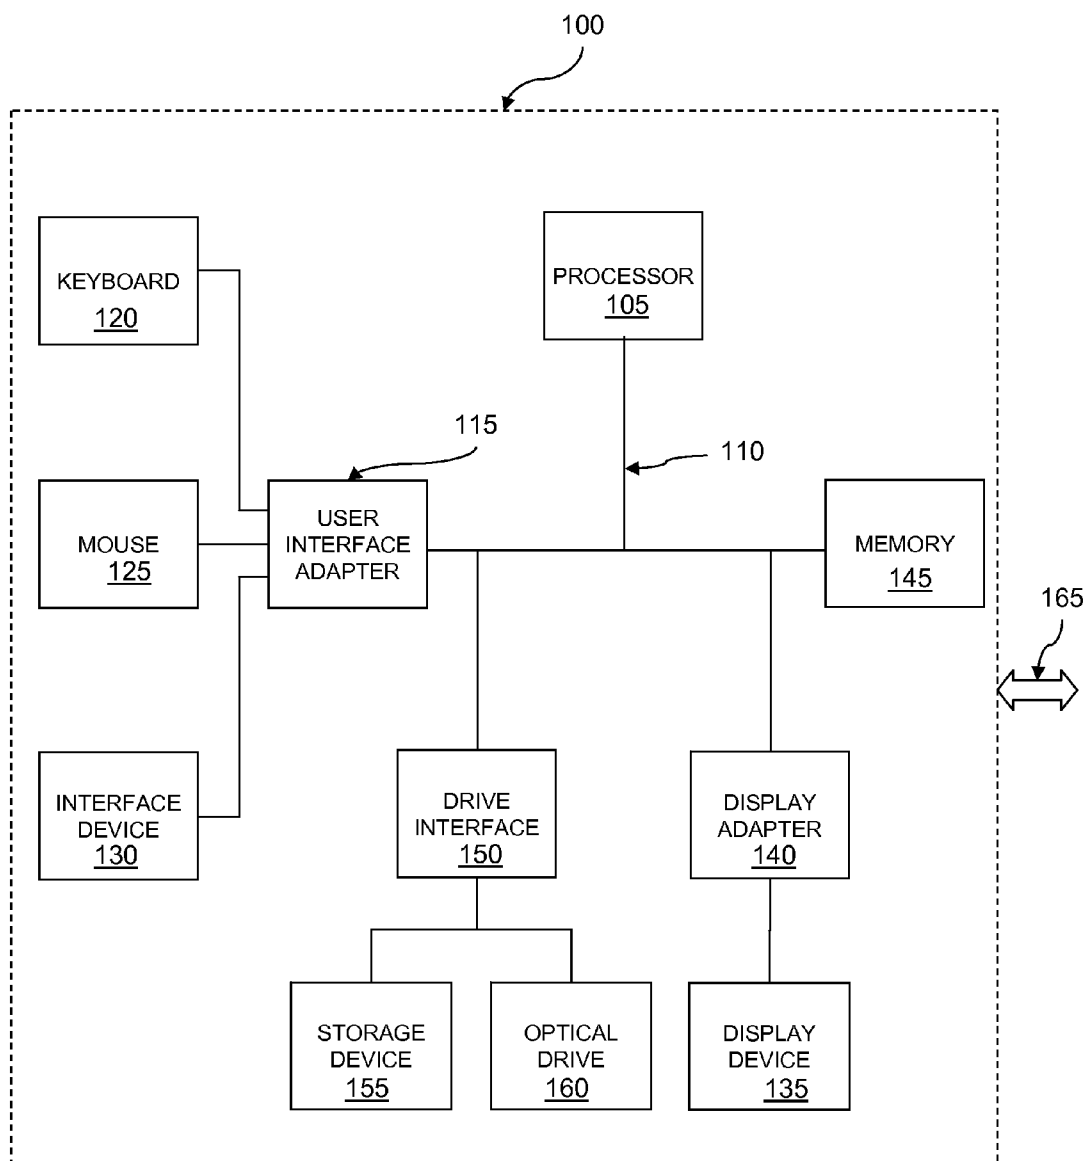 100
KEYBOARD
120
PROCESSOR
105
115
110
USER
INTERFACE
ADAPTER
MOUSE
125
MEMORY
145
165
INTERFACE
DEVICE
130
DRIVE
INTERFACE
150
DISPLAY
ADAPTER
140
STORAGE
DEVICE
155
OPTICAL
DRIVE
160
DISPLAY
DEVICE
135